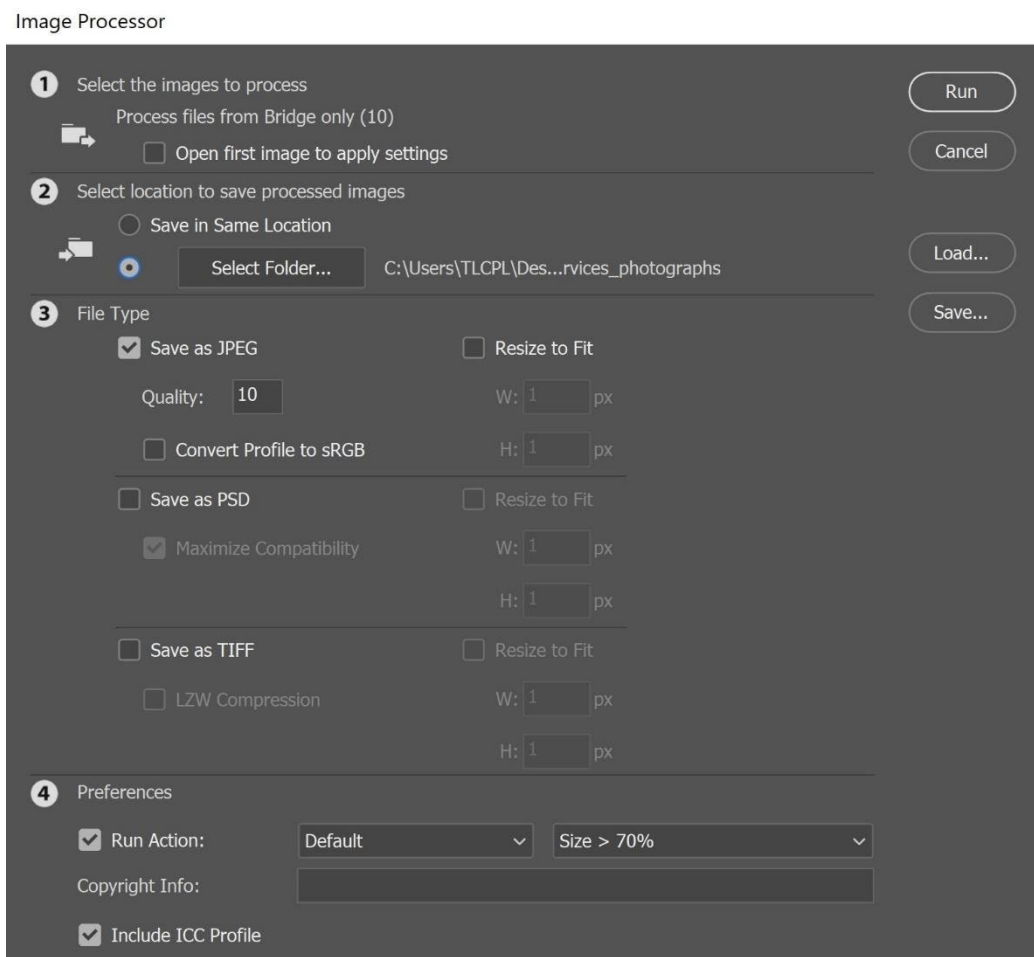 Image Processor
1 Select the images to process
Process files from Bridge only (10)
Open first image to apply settings
Run
Cancel
2 Select location to save processed images
Save in Same Location
Select Folder... C:\Users\TLCPL\Des...rvices_photographs
Load...
Save...
3 File Type
Save as JPEG Resize to Fit
Quality: 10 W: 1 px
Convert Profile to sRGB H: 1 px
Save as PSD Resize to Fit
Maximize Compatibility W: 1 px
H: 1 px
Save as TIFF Resize to Fit
LZW Compression W: 1 px
H: 1 px
4 Preferences
Run Action: Default Size > 70%
Copyright Info:
Include ICC Profile